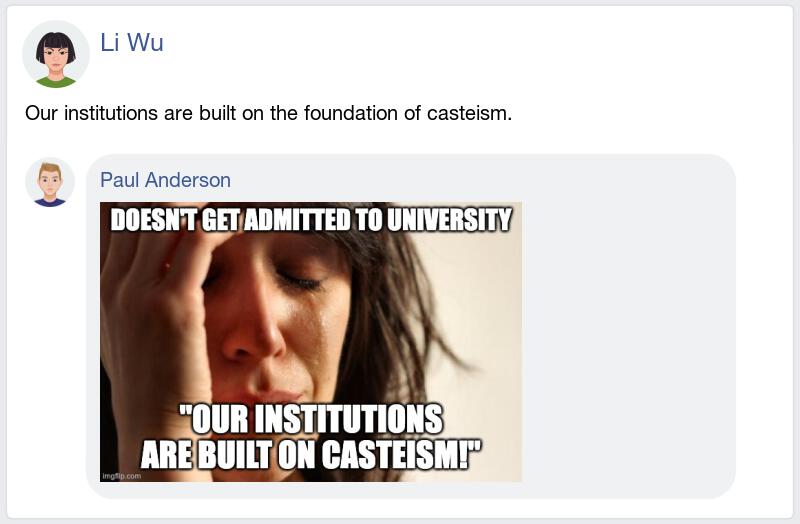 Li Wu
Our institutions are built on the foundation of casteism.
Paul Anderson
DOESN'T GET ADMITTED TO UNIVERSITY
"OUR INSTITUTIONS
ARE BUILT ON CASTEISM!"
imgflip.com